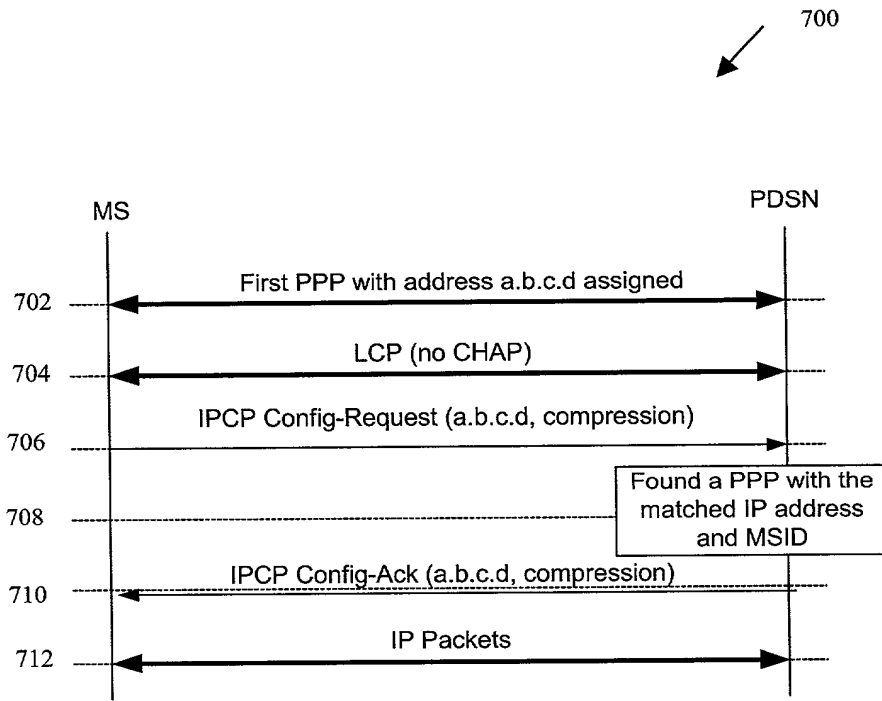 700
MS
PDSN
First PPP with address a.b.c.d assigned
702
LCP (no CHAP)
704
IPCP Config-Request (a.b.c.d, compression)
706
Found a PPP with the
matched IP address
and MSID
708
IPCP Config-Ack (a.b.c.d, compression)
710
IP Packets
712